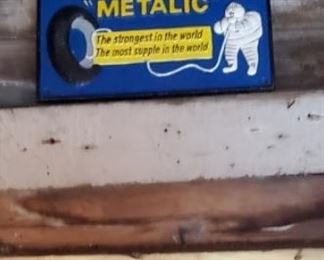 "METALIC
The strongest in the world
The most supple in the world